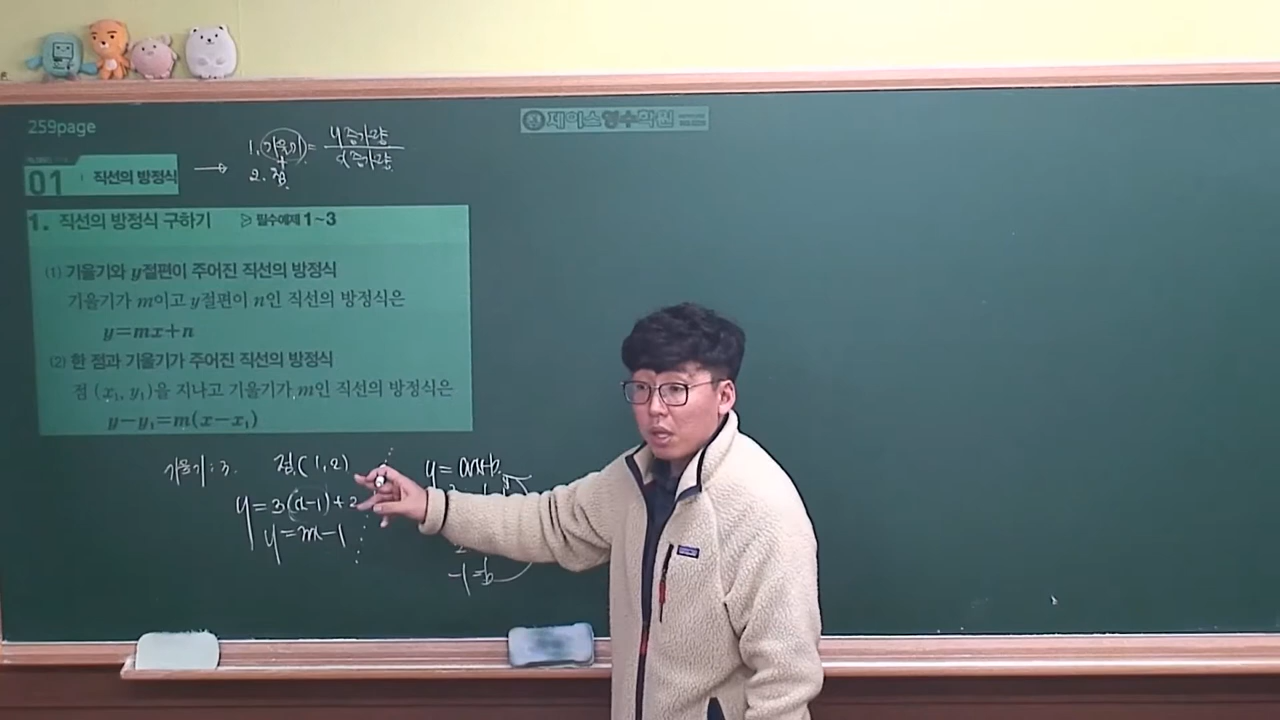 259page
제이스영수학원
1. 기울기 = y증가량 / x증가량
+
2. 점.
01 직선의 방정식
1. 직선의 방정식 구하기 ▷ 필수예제 1~3
(1) 기울기와 y절편이 주어진 직선의 방정식
기울기가 m이고 y절편이 n인 직선의 방정식은
y=mx+n
(2) 한 점과 기울기가 주어진 직선의 방정식
점 (x₁, y₁)을 지나고 기울기가 m인 직선의 방정식은
y−y₁=m(x−x₁)
기울기: 3. 점(1,2)
y=3(x-1)+2
y=3x-1
y=ax+b
2
-1=b